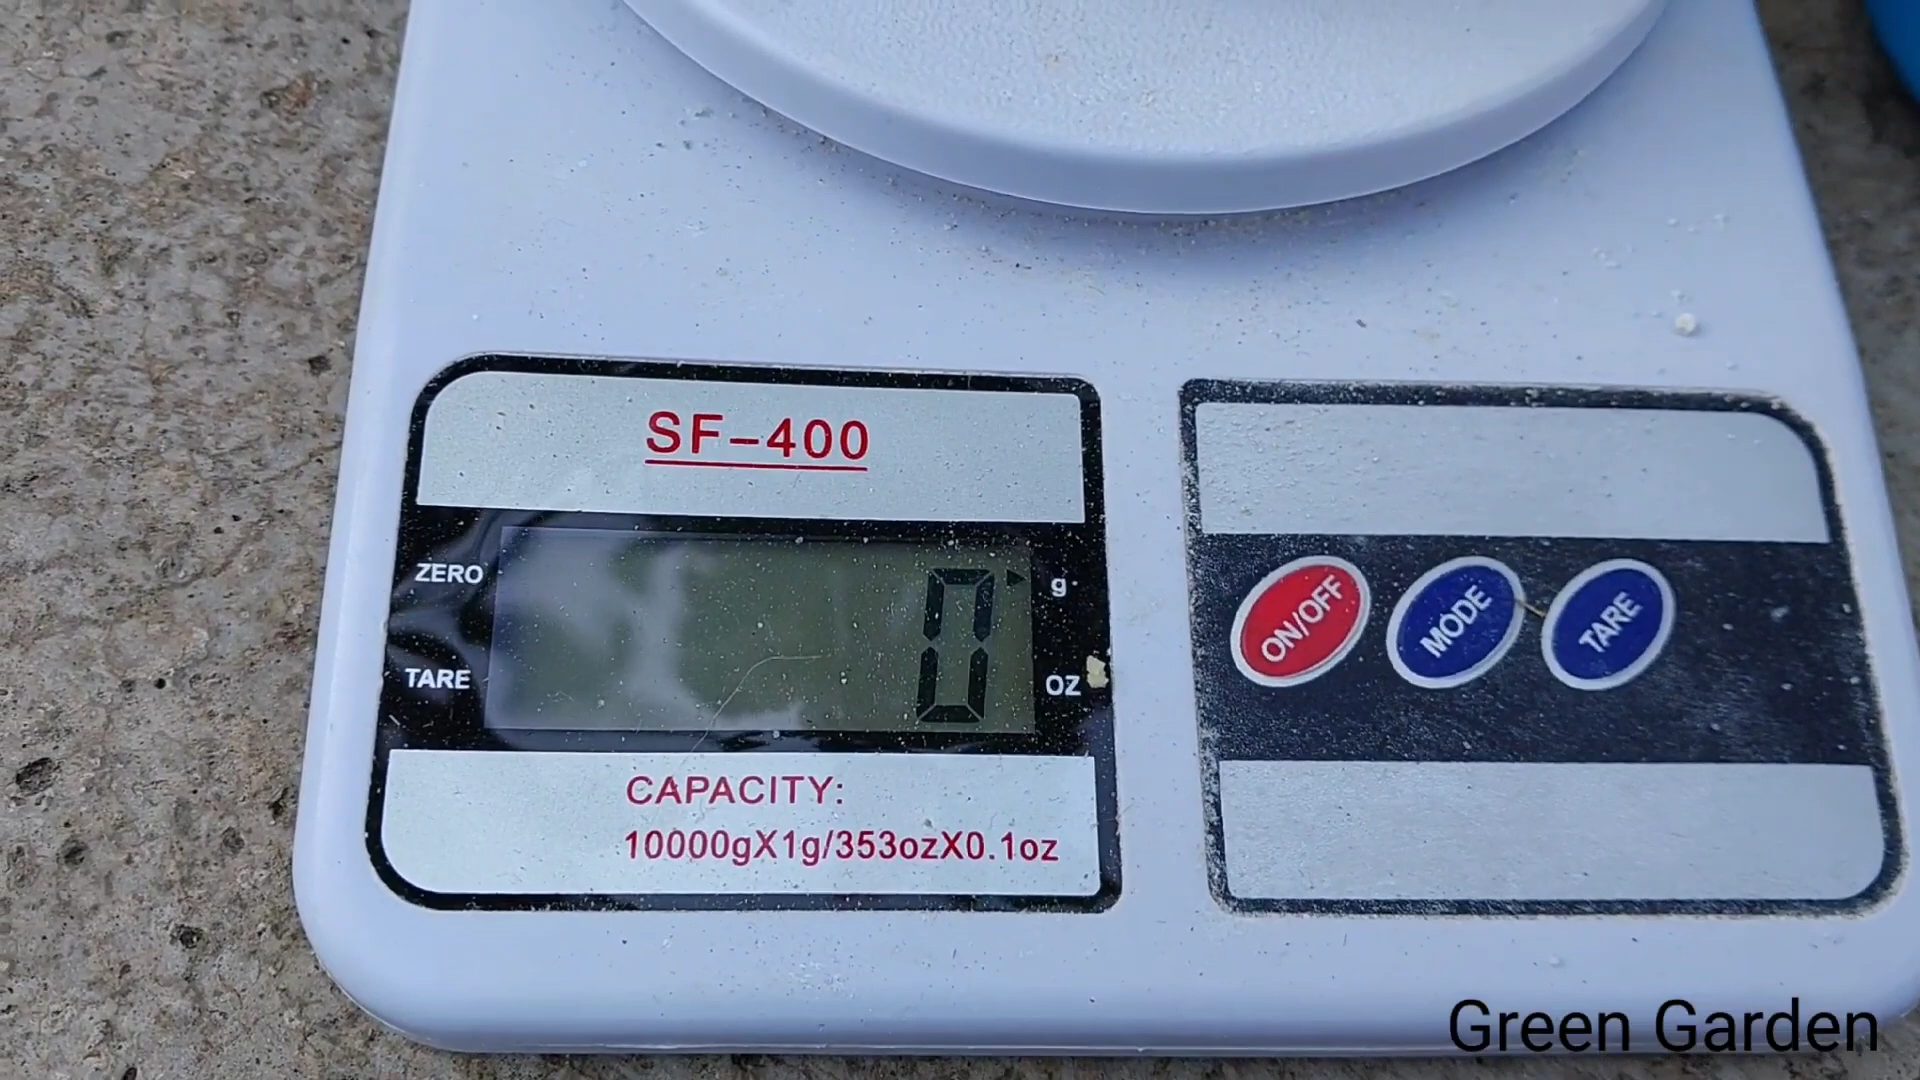 SF-400
ZERO
TARE
0
g
OZ
CAPACITY:
10000gX1g/353ozX0.1oz
ON/OFF
MODE
TARE
Green Garden